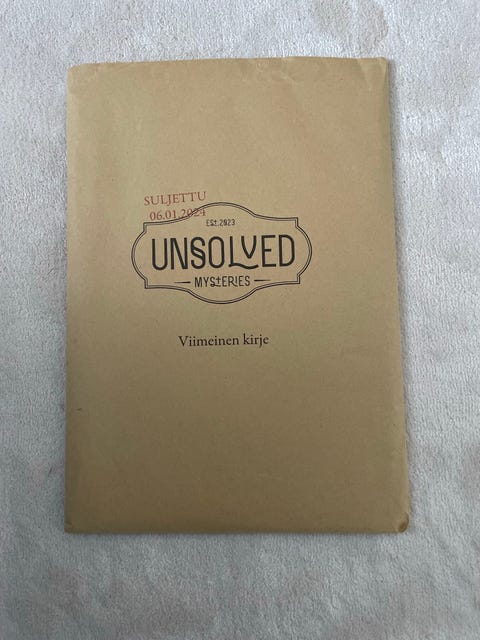 SULJETTU
06.01.2024
EST.2023
UNSOLVED
MYSTERIES
Viimeinen kirje